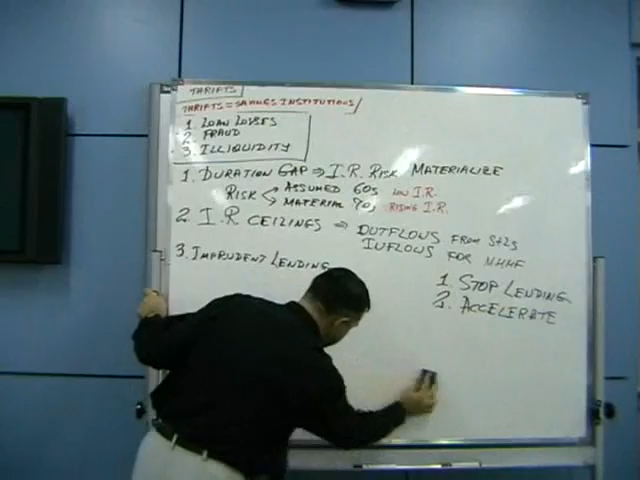 THRIFTS
THRIFTS = SAVINGS INSTITUTIONS
1 LOAN LOSSES
2 FRAUD
3. ILLIQUIDITY
1. DURATION GAP ⇒ I.R. RISK MATERIALIZE
RISK ASSUMED 60s LOW I.R.
MATERIAL 70s RISING I.R.
2. I.R CEILINGS ⇒ OUTFLOWS FROM S+Ls
INFLOWS FOR MMMF
3. IMPRUDENT LENDING
1. STOP LENDING
2. ACCELERATE